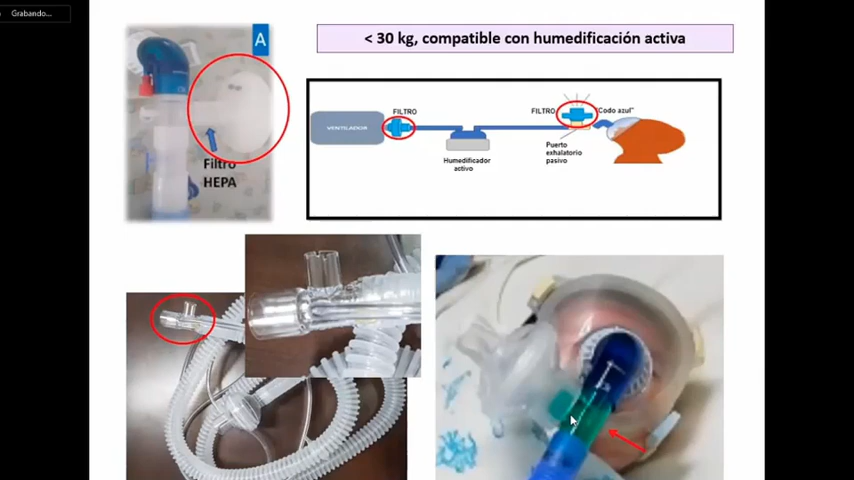 Grabando...
A
< 30 kg, compatible con humedificación activa
Filtro
HEPA
FILTRO
FILTRO
"Codo azul"
VENTILADOR
Humedificador
activo
Puerto
exhalatorio
pasivo